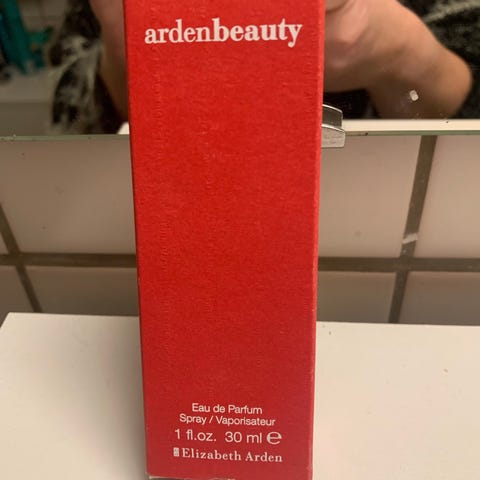 ardenbeauty
Eau de Parfum
Spray / Vaporisateur
1 fl.oz. 30 ml ℮
Elizabeth Arden